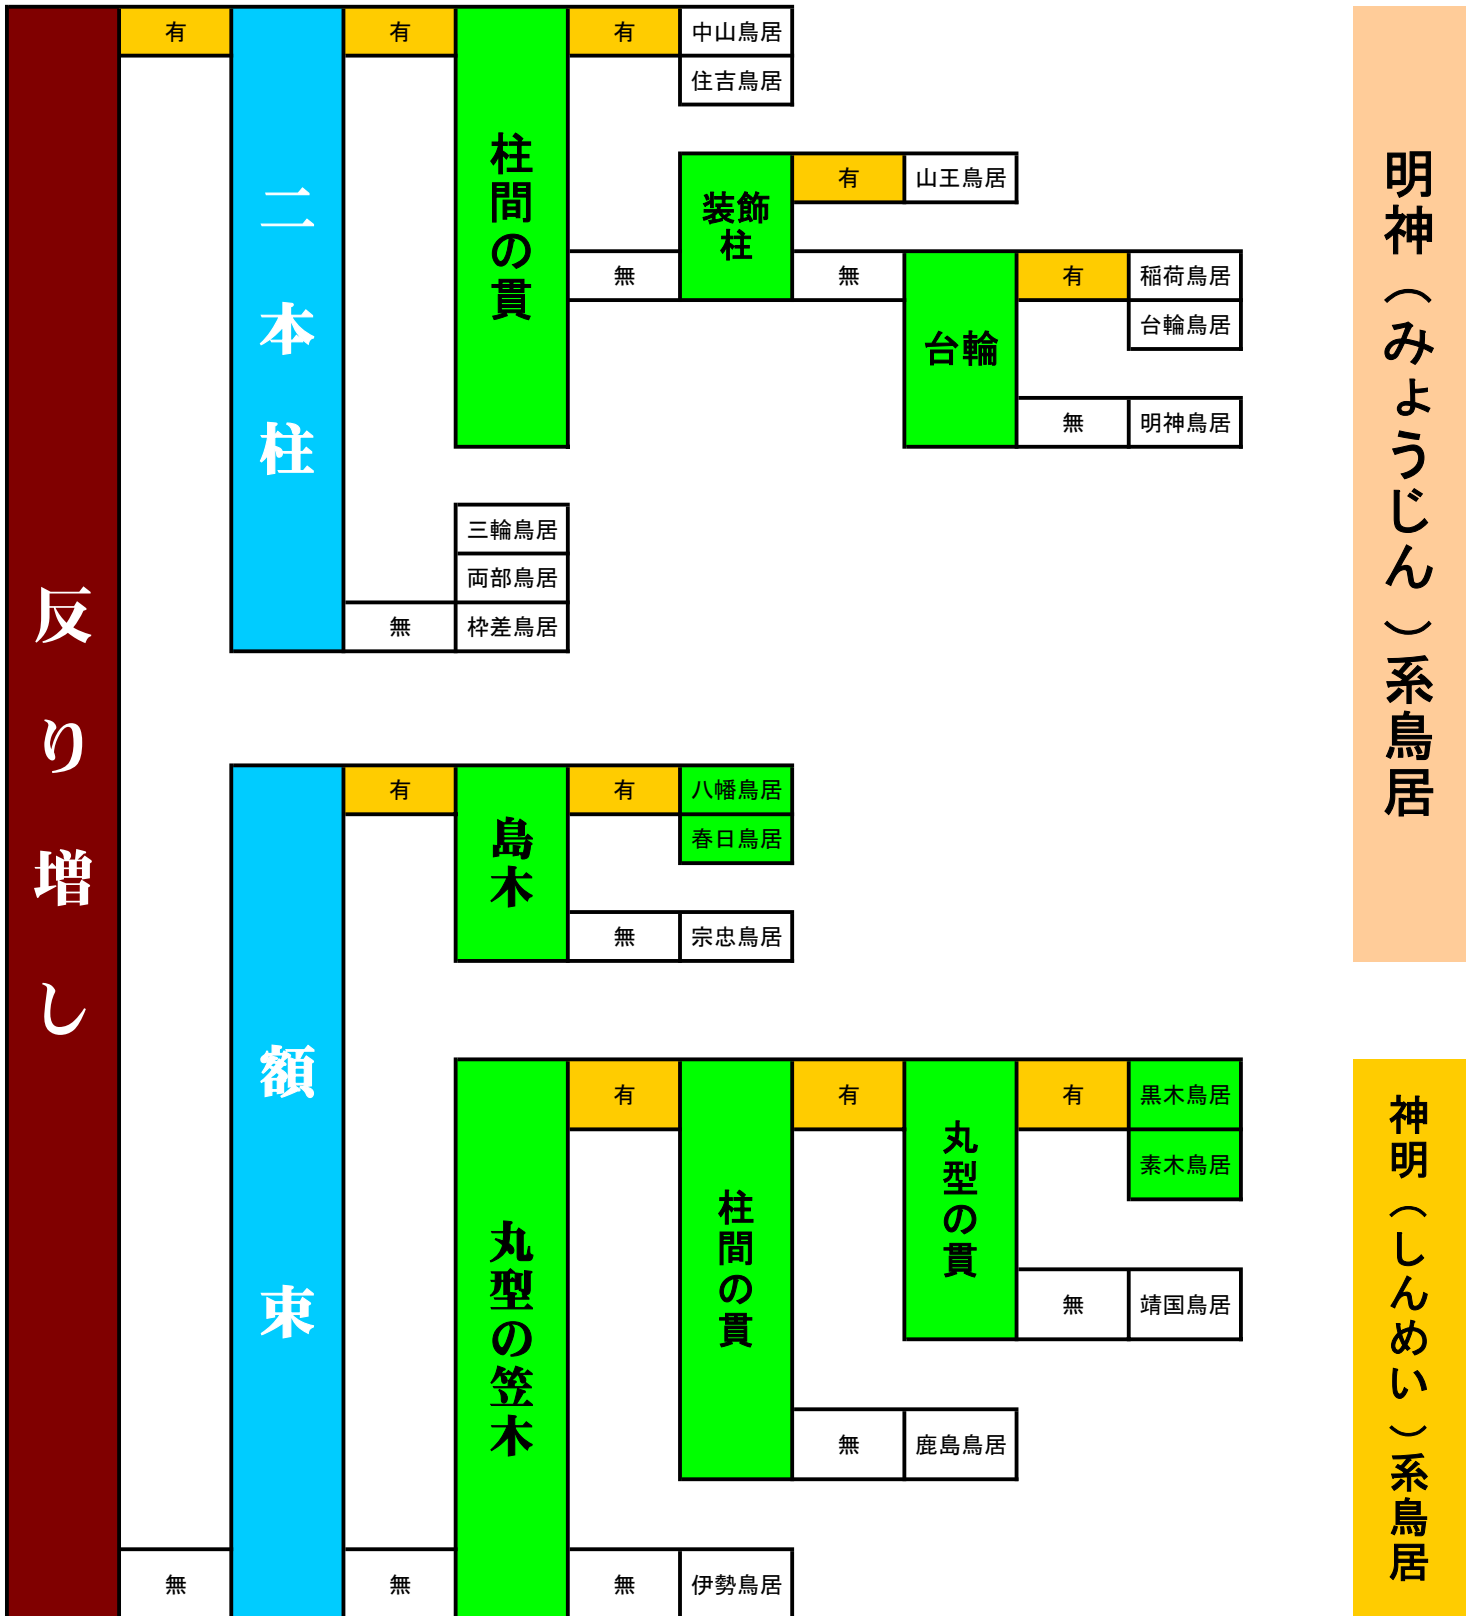 反り増し
有
二本柱
有
柱間の貫
有
中山鳥居
住吉鳥居
無
装飾
柱
有
山王鳥居
無
台輪
有
稲荷鳥居
台輪鳥居
無
明神鳥居
三輪鳥居
両部鳥居
無
枠差鳥居
額束
有
島木
有
八幡鳥居
春日鳥居
無
宗忠鳥居
丸型の笠木
有
柱間の貫
有
丸型の貫
有
黒木鳥居
素木鳥居
無
靖国鳥居
無
鹿島鳥居
無
無
無
伊勢鳥居
明神（みょうじん）系鳥居
神明（しんめい）系鳥居